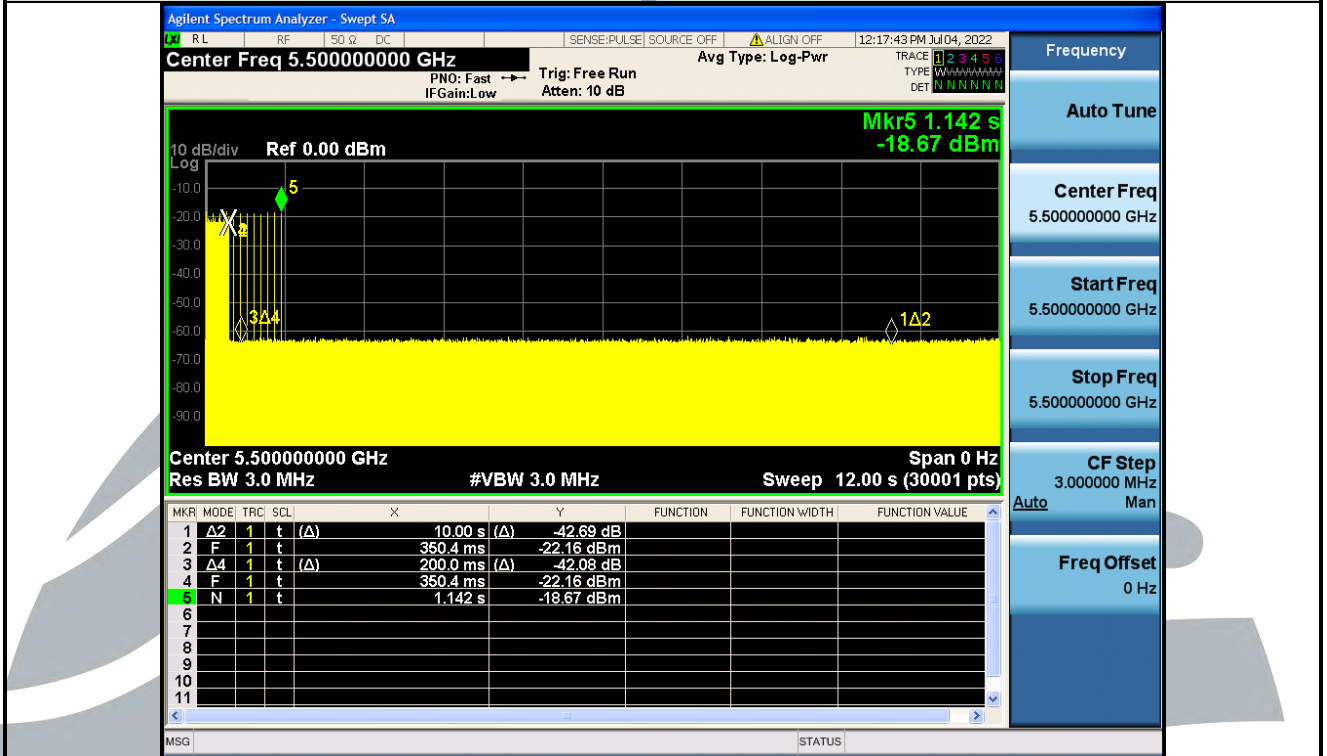 Agilent Spectrum Analyzer - Swept SA
LXI RL RF 50 Ω DC SENSE:PULSE SOURCE OFF ALIGN OFF 12:17:43 PM Jul 04, 2022
Center Freq 5.500000000 GHz
PNO: Fast
IFGain:Low
Trig: Free Run
Atten: 10 dB
Avg Type: Log-Pwr
TRACE 1 2 3 4 5 6
TYPE WWWWWW
DET N N N N N N
Mkr5 1.142 s
-18.67 dBm
10 dB/div Ref 0.00 dBm
Log
-10.0
-20.0
-30.0
-40.0
-50.0
-60.0
-70.0
-80.0
-90.0
5
3Δ4
1Δ2
Center 5.500000000 GHz Span 0 Hz
Res BW 3.0 MHz #VBW 3.0 MHz Sweep 12.00 s (30001 pts)
MKR MODE TRC SCL X Y FUNCTION FUNCTION WIDTH FUNCTION VALUE
1 Δ2 1 t (Δ) 10.00 s (Δ) -42.69 dB
2 F 1 t 350.4 ms -22.16 dBm
3 Δ4 1 t (Δ) 200.0 ms (Δ) -42.08 dB
4 F 1 t 350.4 ms -22.16 dBm
5 N 1 t 1.142 s -18.67 dBm
6
7
8
9
10
11
MSG STATUS
Frequency
Auto Tune
Center Freq
5.500000000 GHz
Start Freq
5.500000000 GHz
Stop Freq
5.500000000 GHz
CF Step
3.000000 MHz
Auto Man
Freq Offset
0 Hz